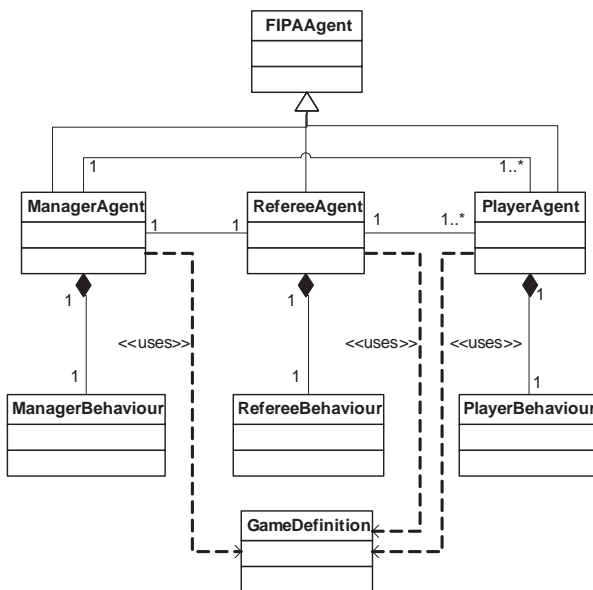 FIPAAgent
1
1..*
ManagerAgent
RefereeAgent
PlayerAgent
1
1
1
1..*
1
1
1
<<uses>>
<<uses>>
<<uses>>
1
1
1
ManagerBehaviour
RefereeBehaviour
PlayerBehaviour
GameDefinition